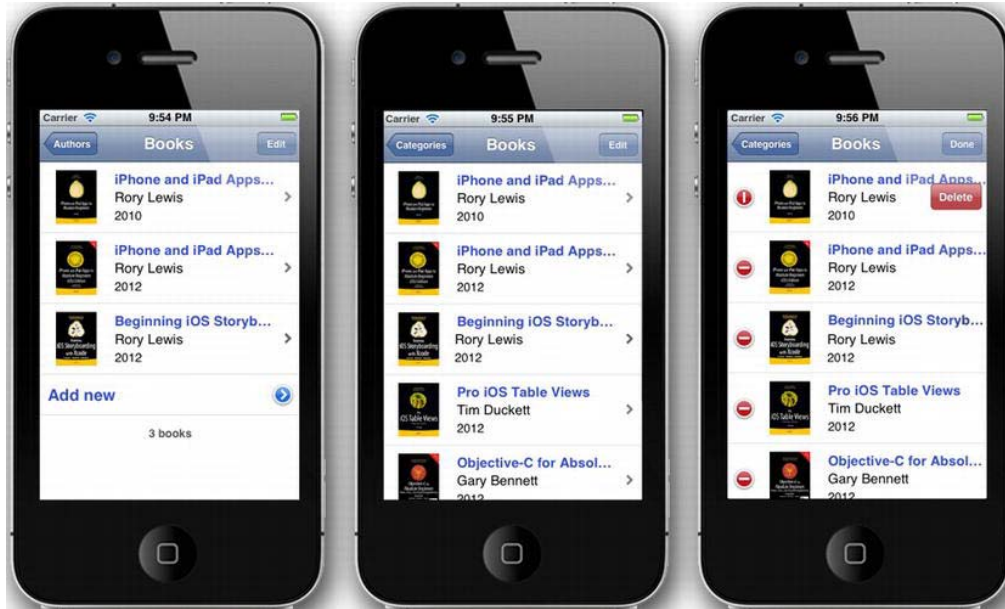 Carrier 9:54 PM
Authors Books Edit
iPhone and iPad Apps...
Rory Lewis
2010
iPhone and iPad Apps...
Rory Lewis
2012
Beginning iOS Storyb...
Rory Lewis
2012
Add new
3 books
Carrier 9:55 PM
Categories Books Edit
iPhone and iPad Apps...
Rory Lewis
2010
iPhone and iPad Apps...
Rory Lewis
2012
Beginning iOS Storyb...
Rory Lewis
2012
Pro iOS Table Views
Tim Duckett
2012
Objective-C for Absol...
Gary Bennett
2012
Carrier 9:56 PM
Categories Books Done
iPhone and iPad Apps...
Rory Lewis Delete
2010
iPhone and iPad Apps...
Rory Lewis
2012
Beginning iOS Storyb...
Rory Lewis
2012
Pro iOS Table Views
Tim Duckett
2012
Objective-C for Absol...
Gary Bennett
2012